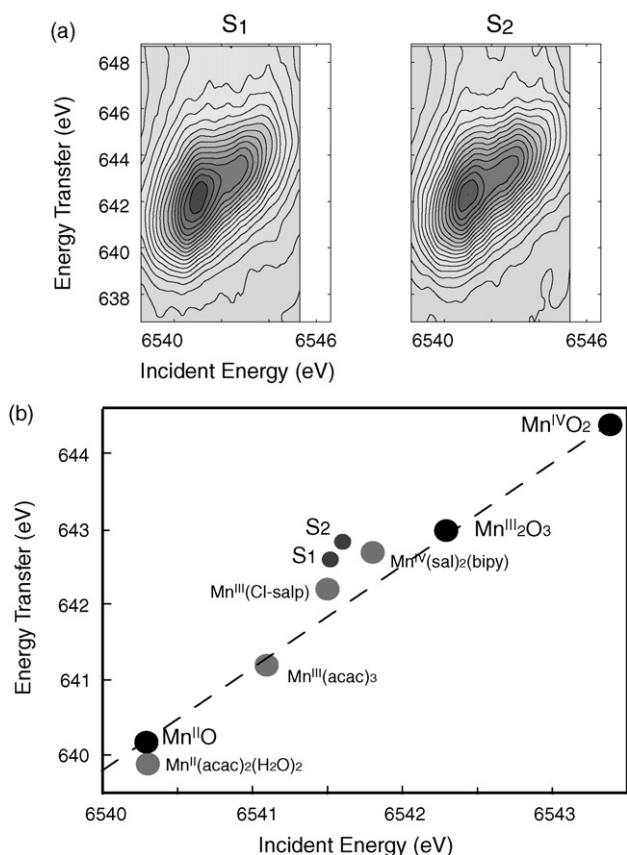 (a)
S1
S2
648
646
644
642
640
638
Energy Transfer (eV)
6540
6546
6540
6546
Incident Energy (eV)
(b)
MnᴵⱽO₂
644
Mnᴵᴵᴵ₂O₃
643
S2
S1
Mnᴵⱽ(sal)₂(bipy)
Mnᴵᴵᴵ(Cl-salp)
642
Energy Transfer (eV)
Mnᴵᴵᴵ(acac)₃
641
MnᴵᴵO
640
Mnᴵᴵ(acac)₂(H₂O)₂
6540
6541
6542
6543
Incident Energy (eV)